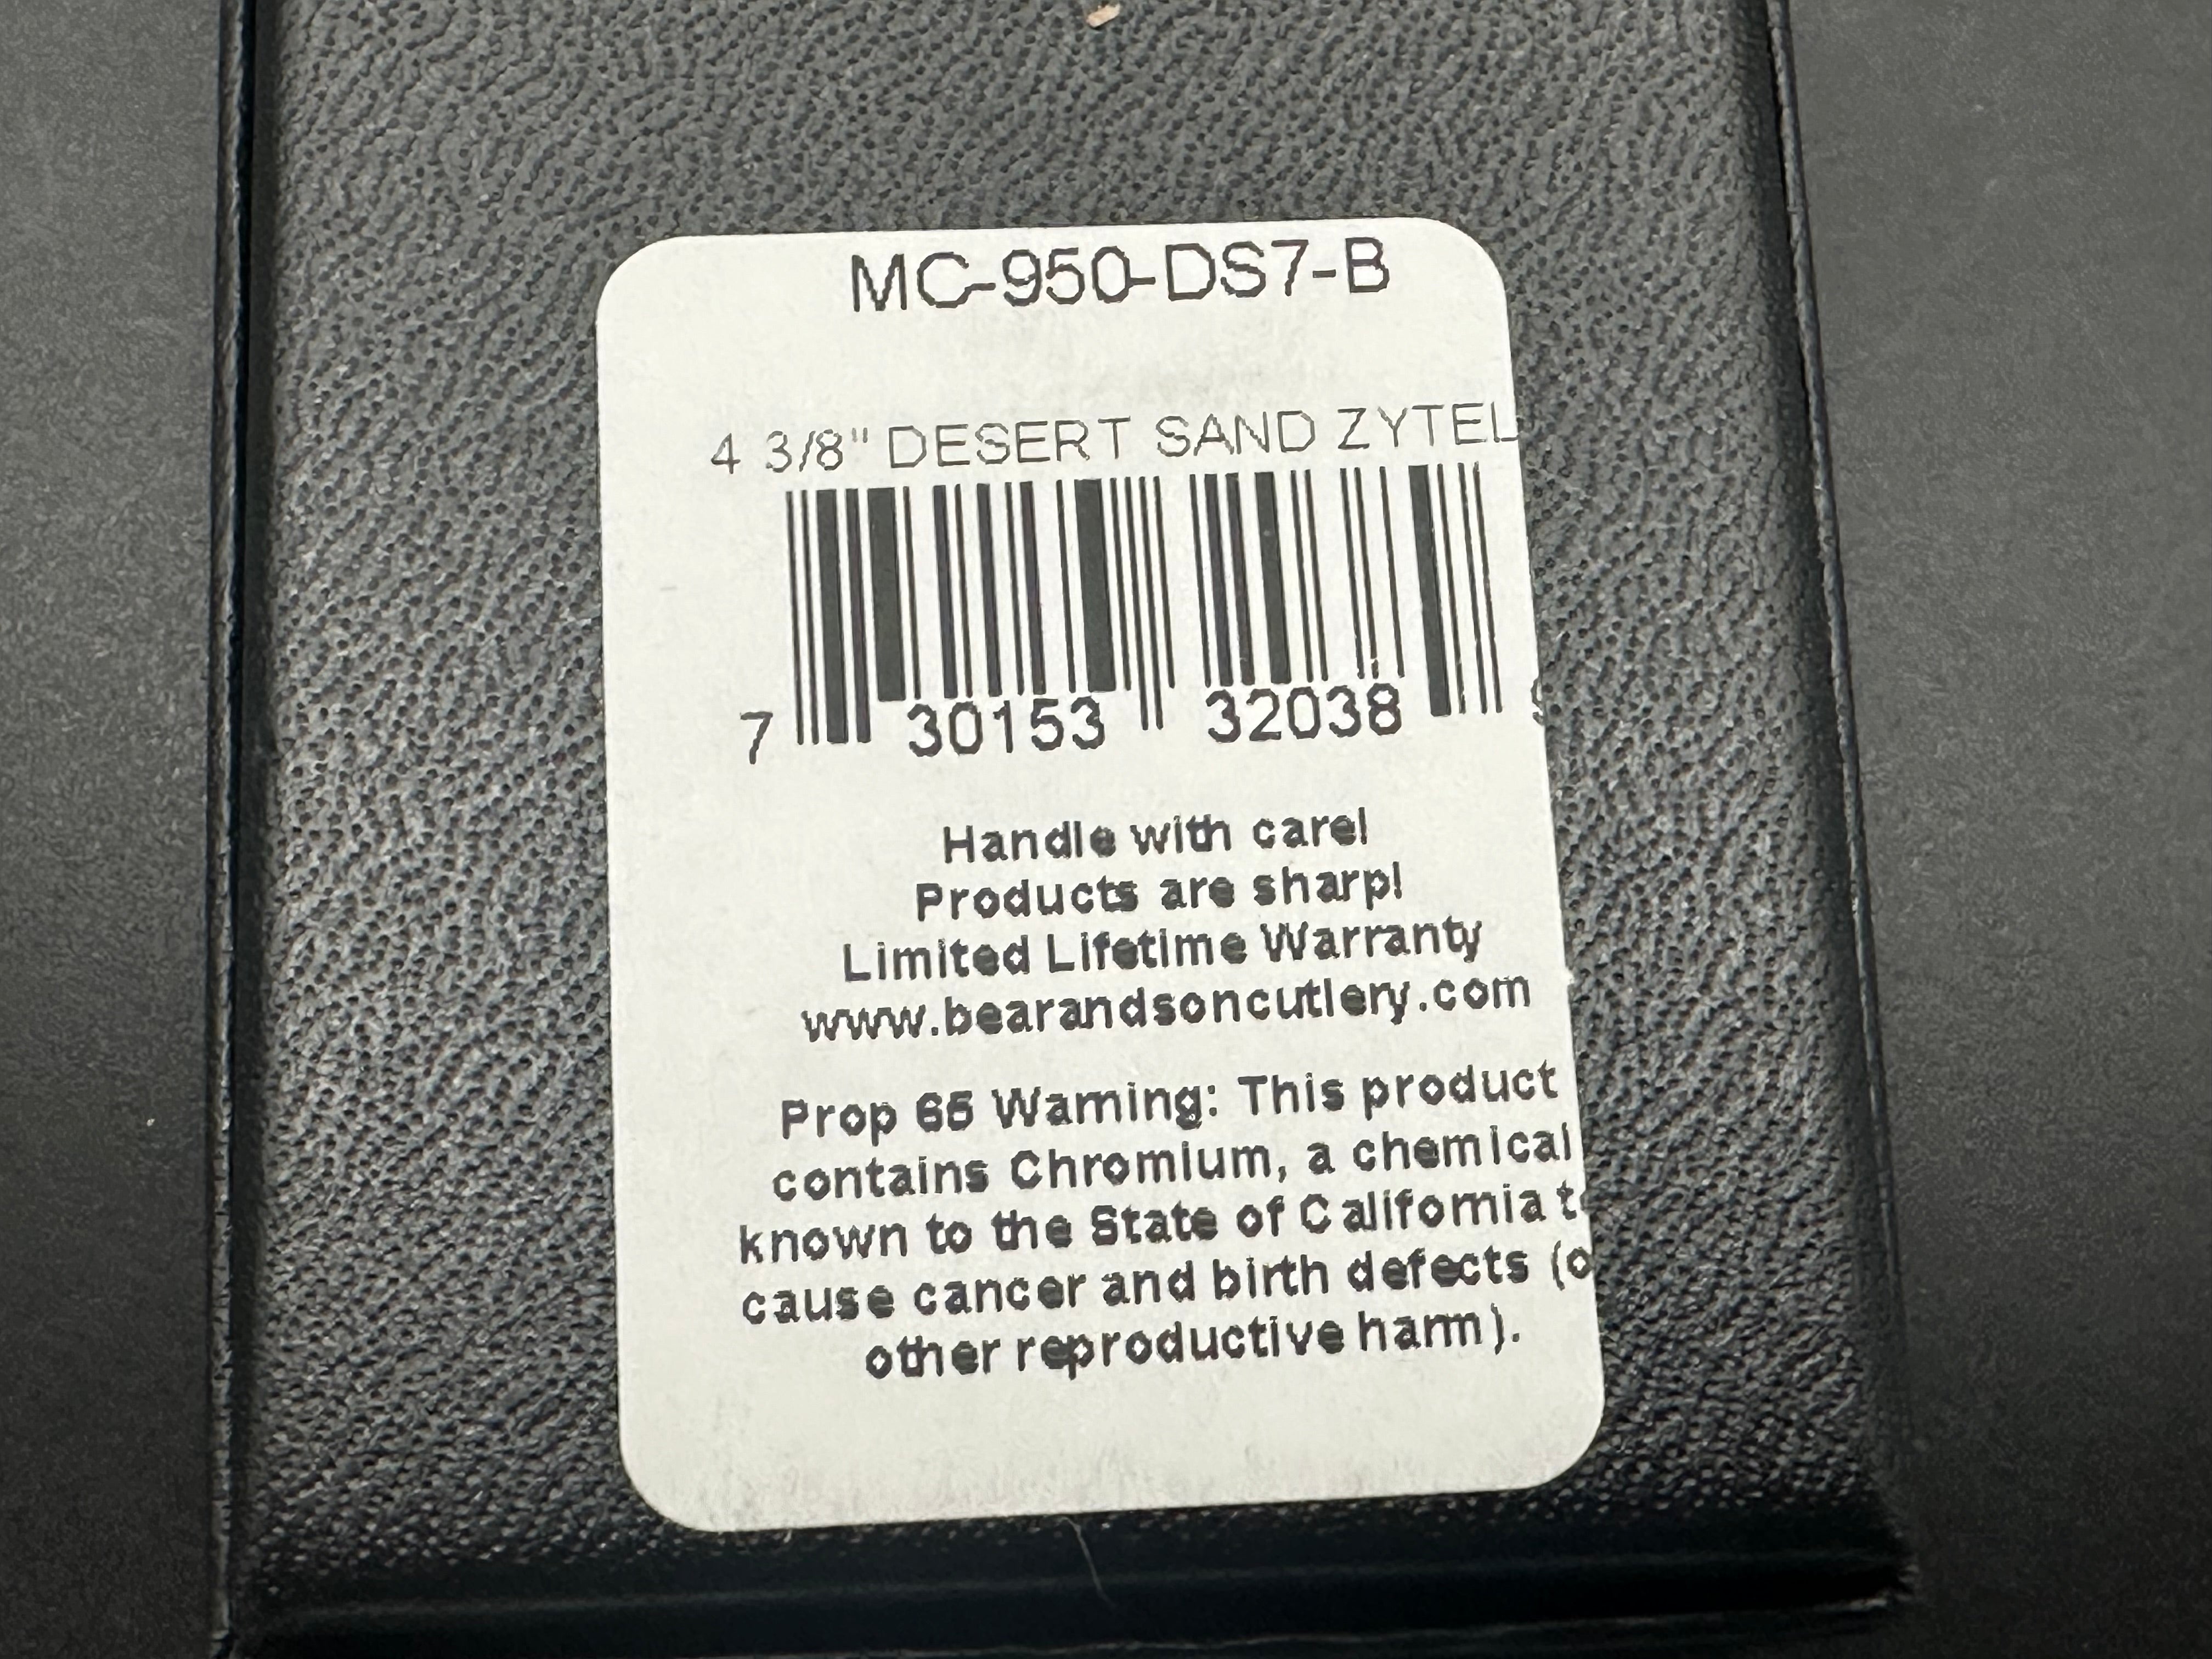 MC-950-DS7-B
4 3/8" DESERT SAND ZYTEL
7 30153 32038
Handle with care!
Products are sharp!
Limited Lifetime Warranty
www.bearandsoncutlery.com
Prop 65 Warning: This product
contains Chromium, a chemical
known to the State of California
cause cancer and birth defects
other reproductive harm).